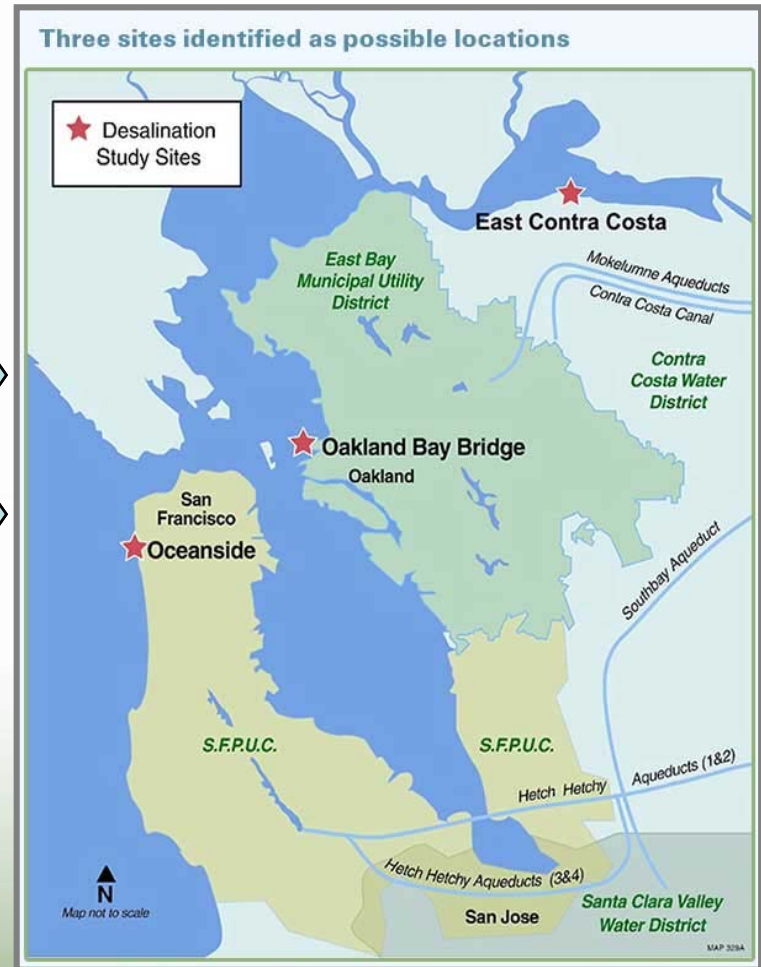 Three sites identified as possible locations
Desalination
Study Sites
East Contra Costa
East Bay
Municipal Utility
District
Mokelumne Aqueducts
Contra Costa Canal
Contra
Costa Water
District
Oakland Bay Bridge
Oakland
San
Francisco
Oceanside
Southbay Aqueduct
S.F.P.U.C.
S.F.P.U.C.
Hetch Hetchy
Aqueducts (1&2)
Hetch Hetchy Aqueducts (3&4)
N
Map not to scale
San Jose
Santa Clara Valley
Water District
MAP 329A